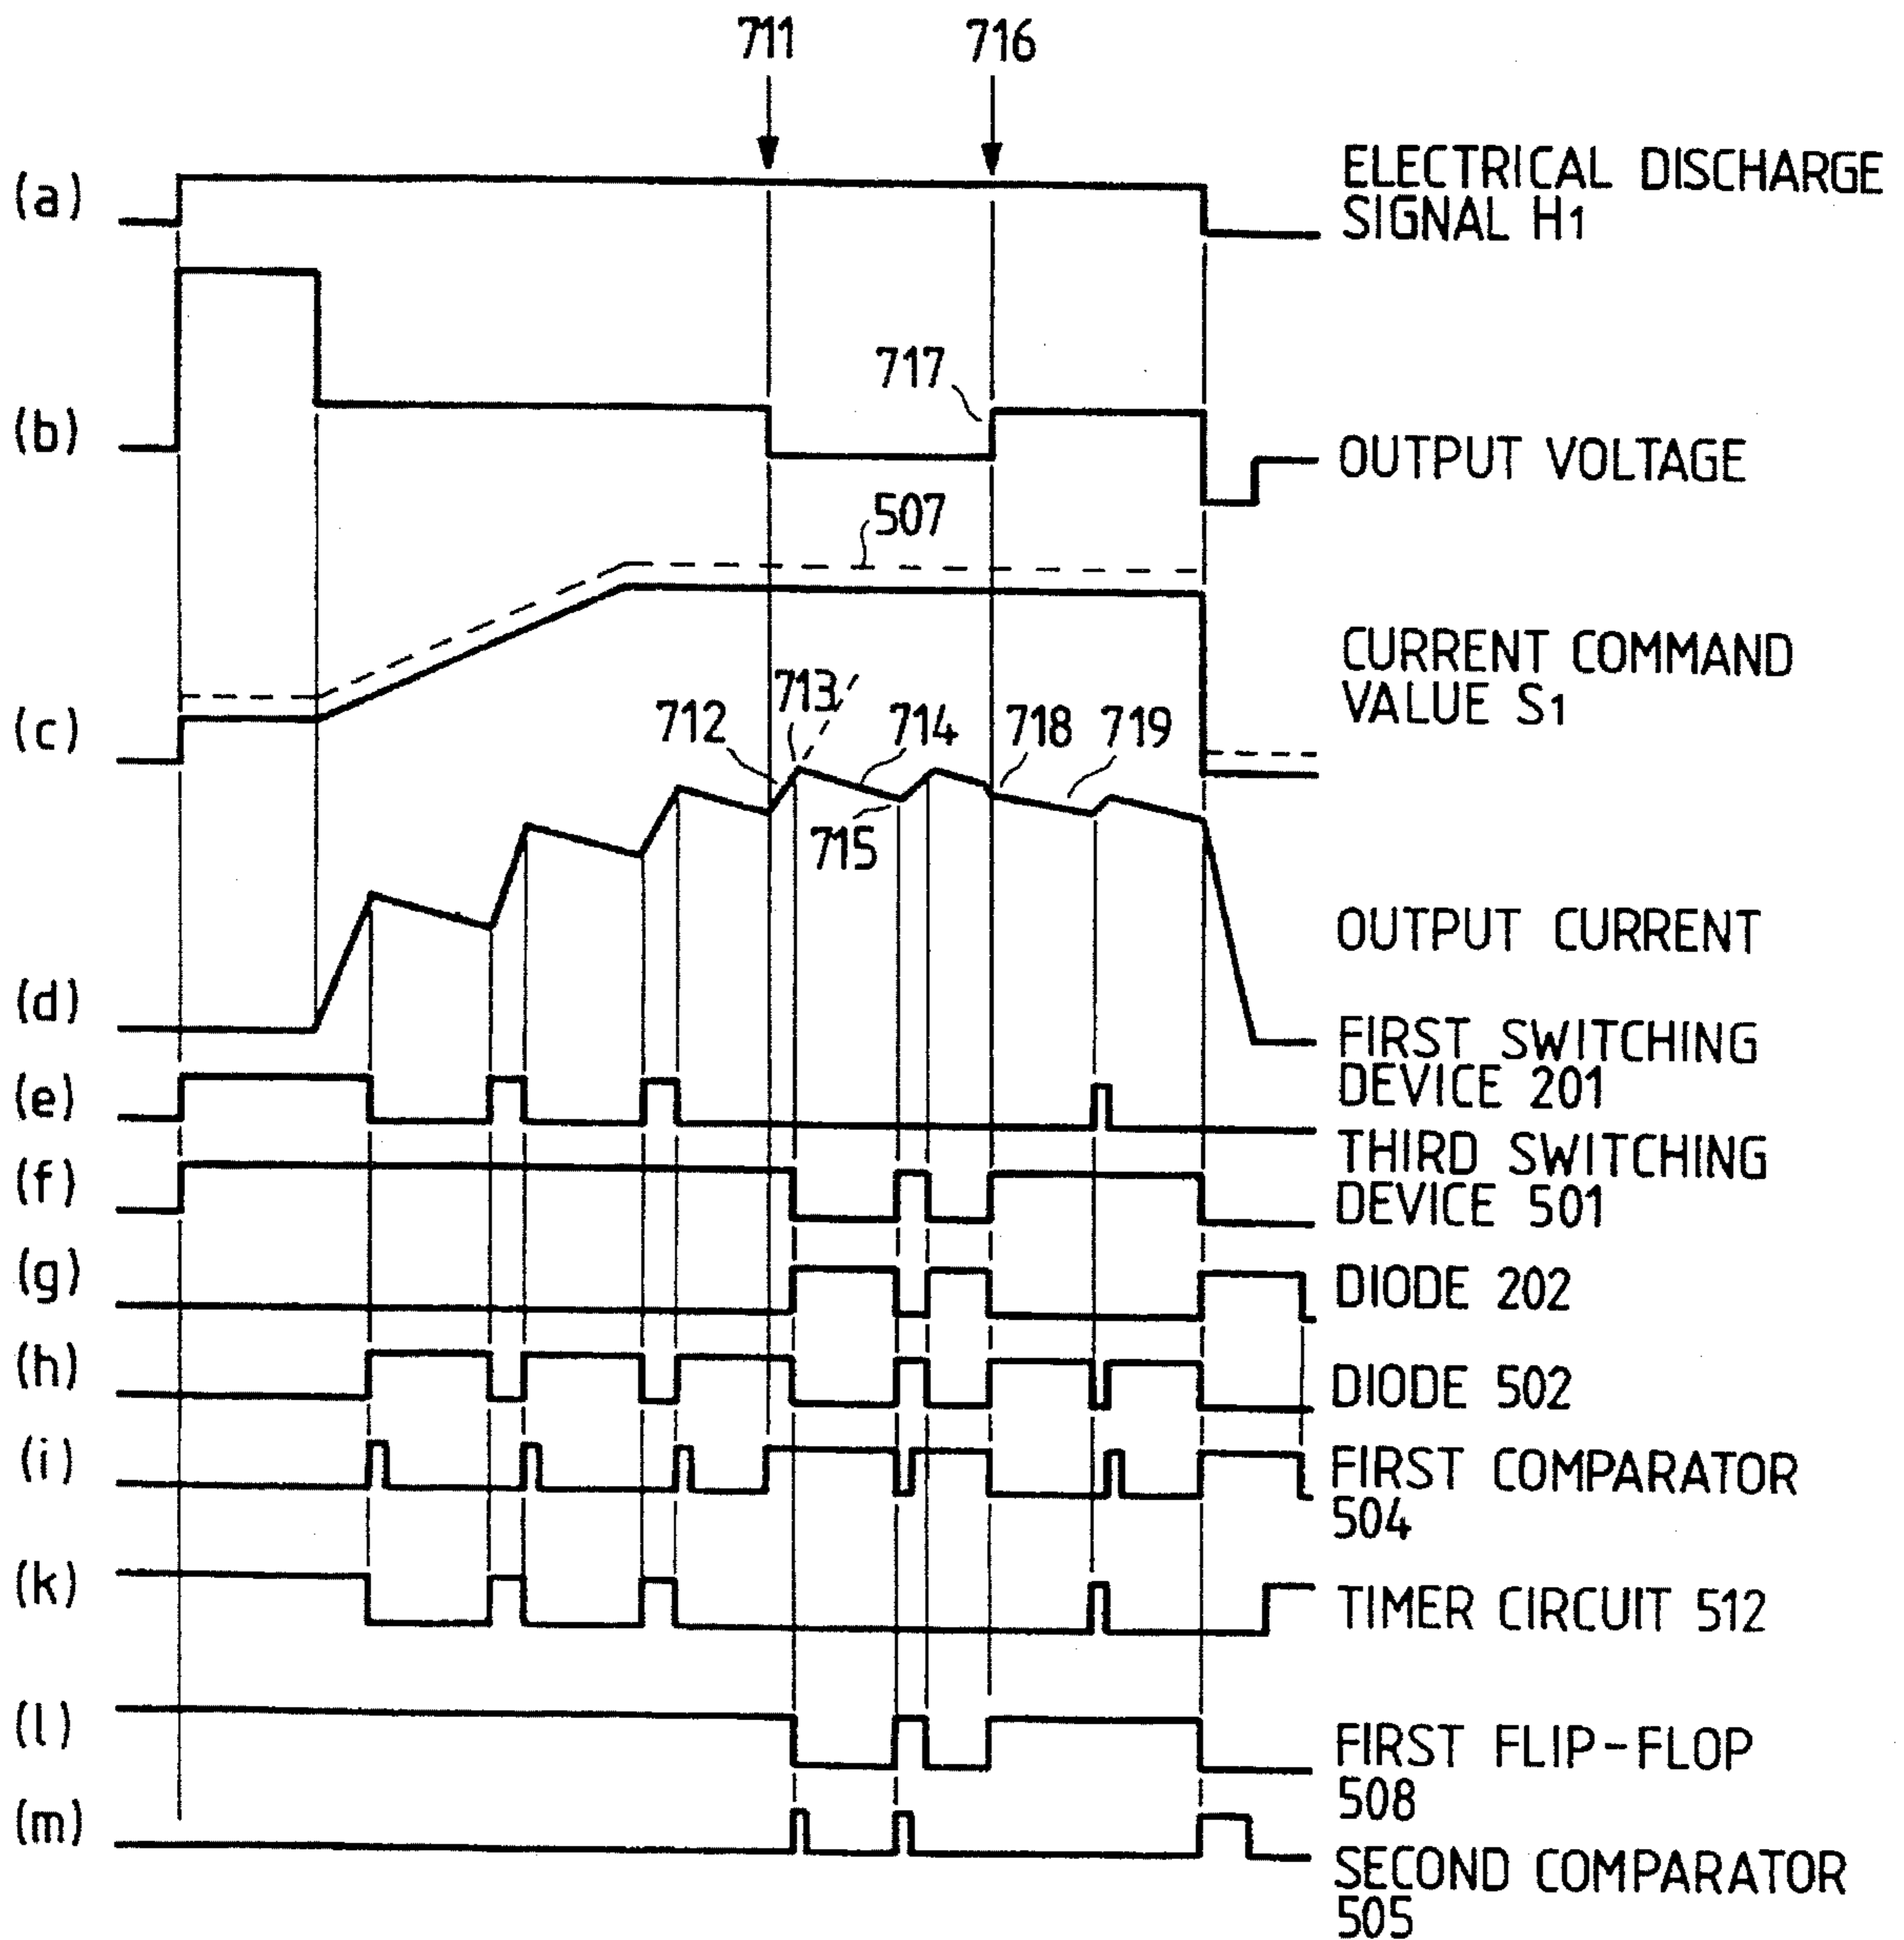 711 716
(a) ELECTRICAL DISCHARGE
SIGNAL H1
717
(b) OUTPUT VOLTAGE
507
CURRENT COMMAND
VALUE S1
(c)
712 713 714 718 719
715
OUTPUT CURRENT
(d)
FIRST SWITCHING
(e) DEVICE 201
THIRD SWITCHING
(f) DEVICE 501
(g) DIODE 202
(h) DIODE 502
(i) FIRST COMPARATOR
504
(k) TIMER CIRCUIT 512
(l) FIRST FLIP-FLOP
508
(m) SECOND COMPARATOR
505